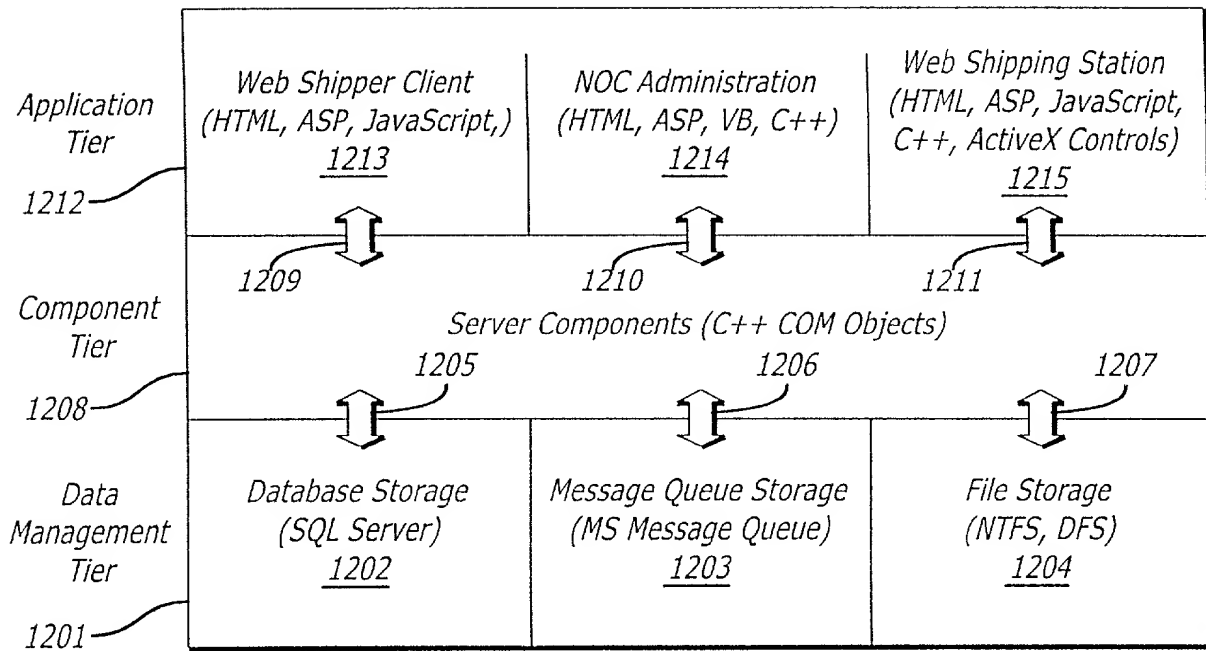 Application
Tier
1212
Web Shipper Client
(HTML, ASP, JavaScript,)
1213
NOC Administration
(HTML, ASP, VB, C++)
1214
Web Shipping Station
(HTML, ASP, JavaScript,
C++, ActiveX Controls)
1215
1209
1210
1211
Component
Tier
1208
Server Components (C++ COM Objects)
1205
1206
1207
Data
Management
Tier
1201
Database Storage
(SQL Server)
1202
Message Queue Storage
(MS Message Queue)
1203
File Storage
(NTFS, DFS)
1204